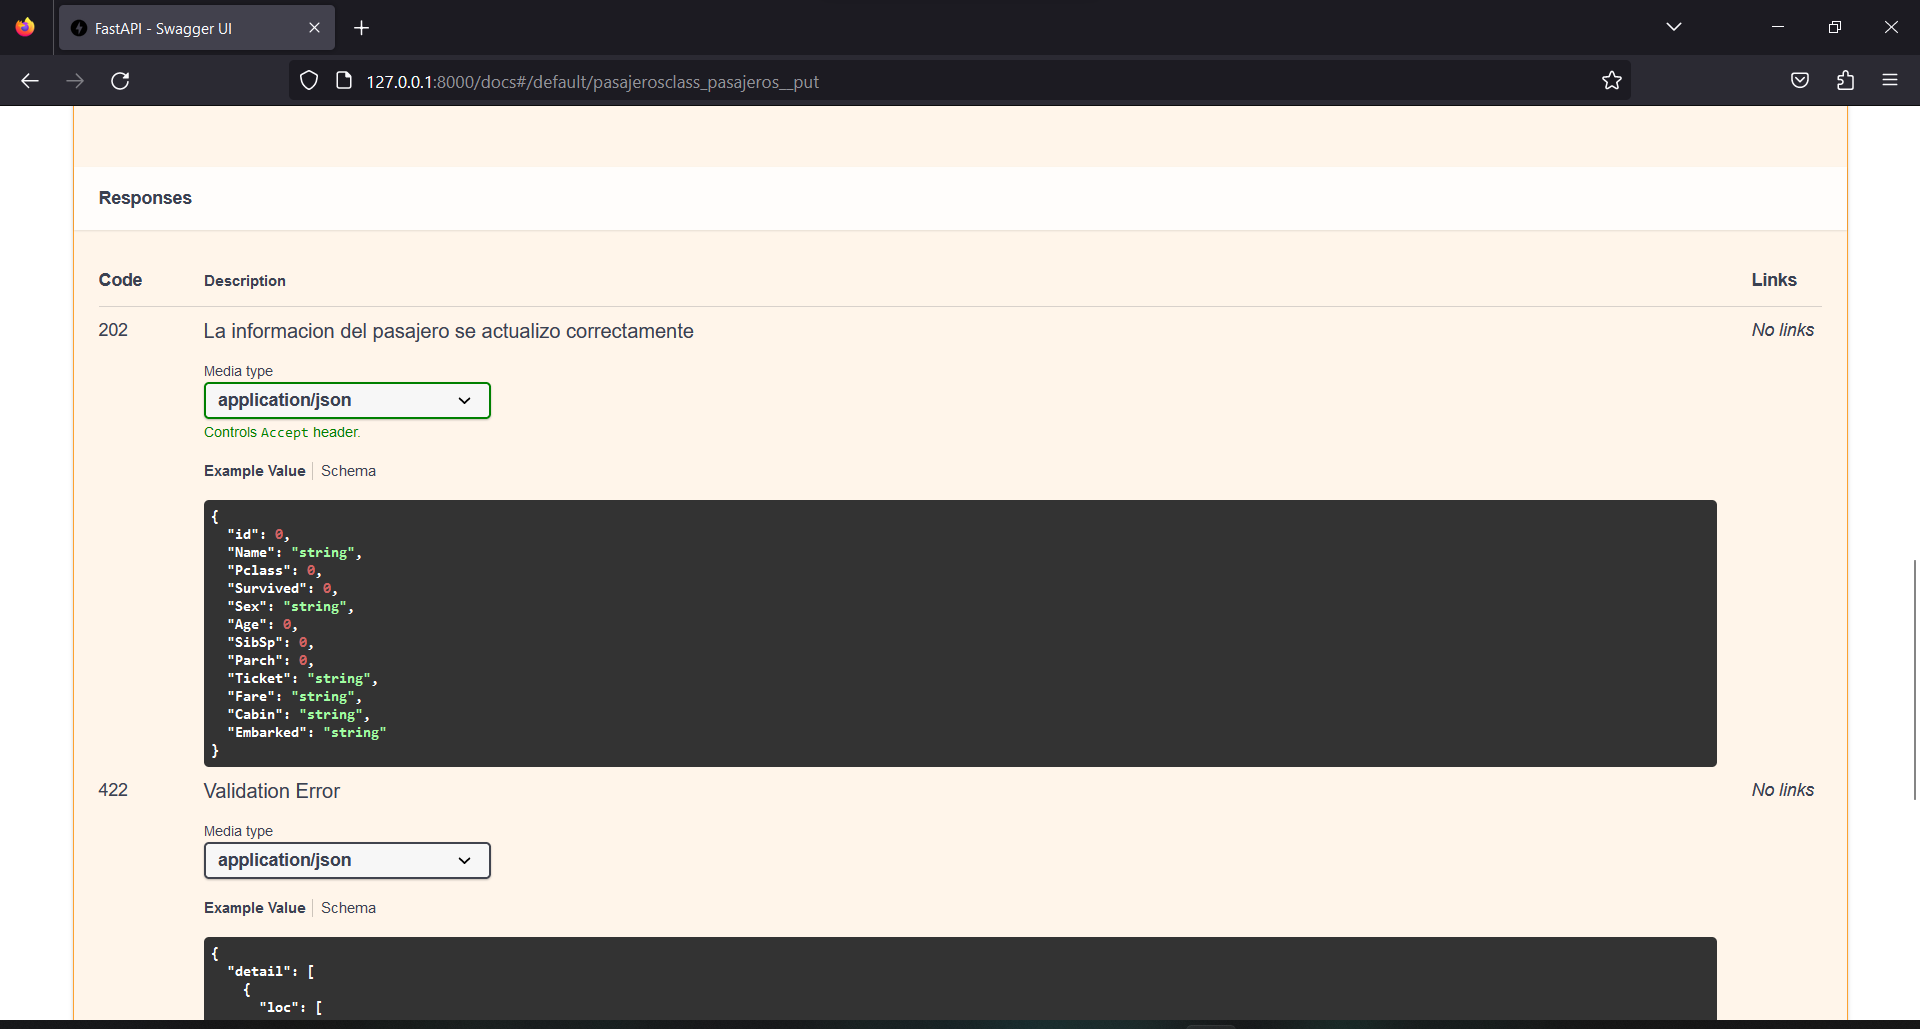 FastAPI - Swagger UI
127.0.0.1:8000/docs#/default/pasajerosclass_pasajeros__put
Responses
Code Description Links
202 La informacion del pasajero se actualizo correctamente No links
Media type
application/json
Controls Accept header.
Example Value Schema
{
"id": 0,
"Name": "string",
"Pclass": 0,
"Survived": 0,
"Sex": "string",
"Age": 0,
"SibSp": 0,
"Parch": 0,
"Ticket": "string",
"Fare": "string",
"Cabin": "string",
"Embarked": "string"
}
422 Validation Error No links
Media type
application/json
Example Value Schema
{
"detail": [
{
"loc": [